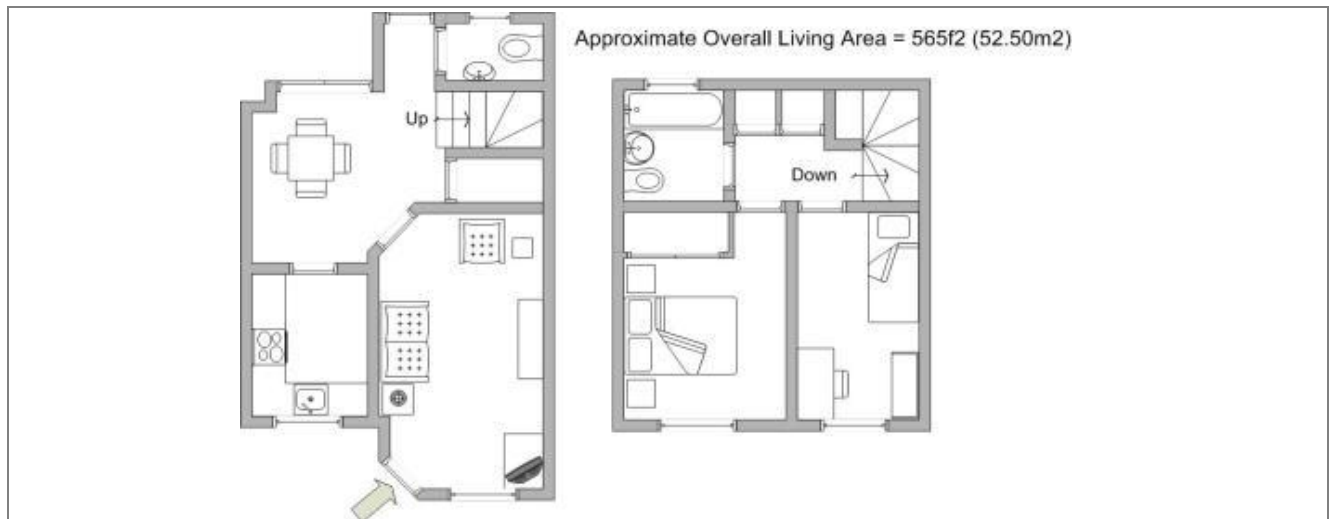 Approximate Overall Living Area = 565f2 (52.50m2)
Up
Down